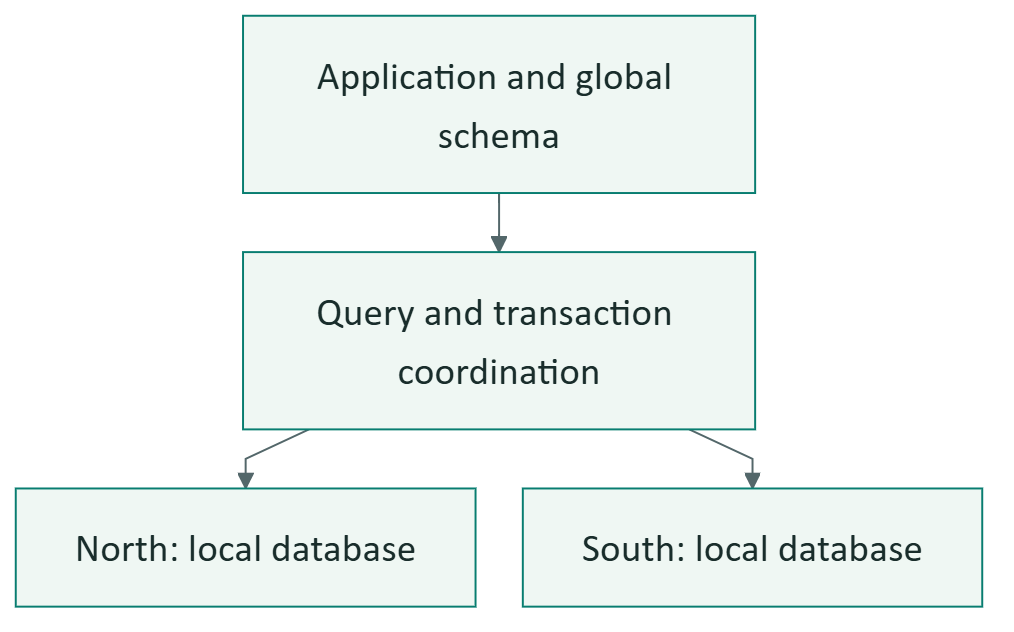 Application and global
schema
Query and transaction
coordination
North: local database
South: local database